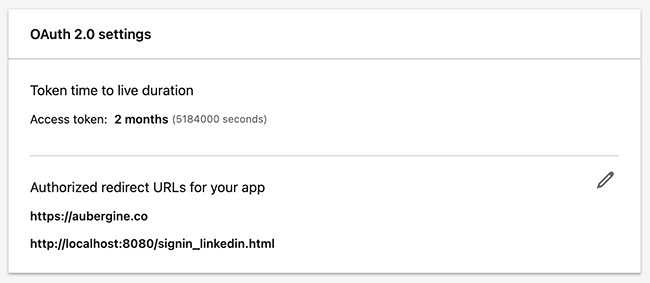 OAuth 2.0 settings
Token time to live duration
Access token: 2 months (5184000 seconds)
Authorized redirect URLs for your app
https://aubergine.co
http://localhost:8080/signin_linkedin.html